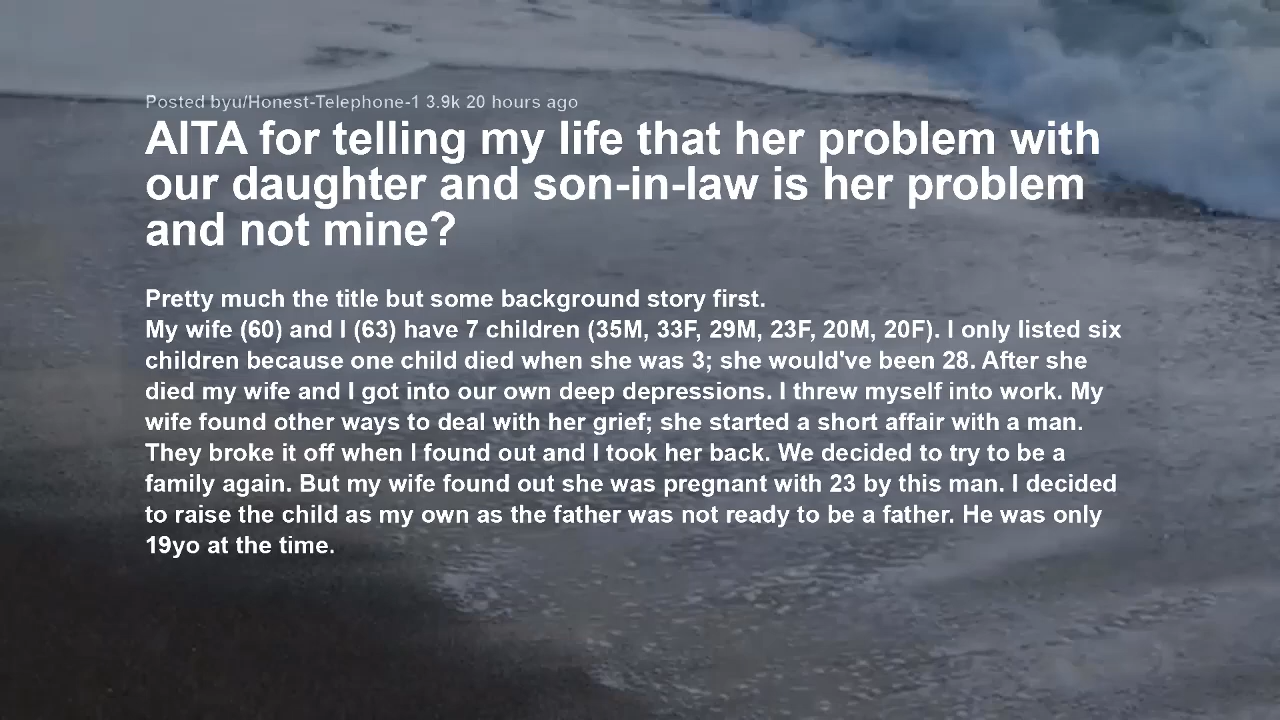 Posted byu/Honest-Telephone-1 3.9k 20 hours ago
AITA for telling my life that her problem with
our daughter and son-in-law is her problem
and not mine?
Pretty much the title but some background story first.
My wife (60) and I (63) have 7 children (35M, 33F, 29M, 23F, 20M, 20F). I only listed six
children because one child died when she was 3; she would've been 28. After she
died my wife and I got into our own deep depressions. I threw myself into work. My
wife found other ways to deal with her grief; she started a short affair with a man.
They broke it off when I found out and I took her back. We decided to try to be a
family again. But my wife found out she was pregnant with 23 by this man. I decided
to raise the child as my own as the father was not ready to be a father. He was only
19yo at the time.